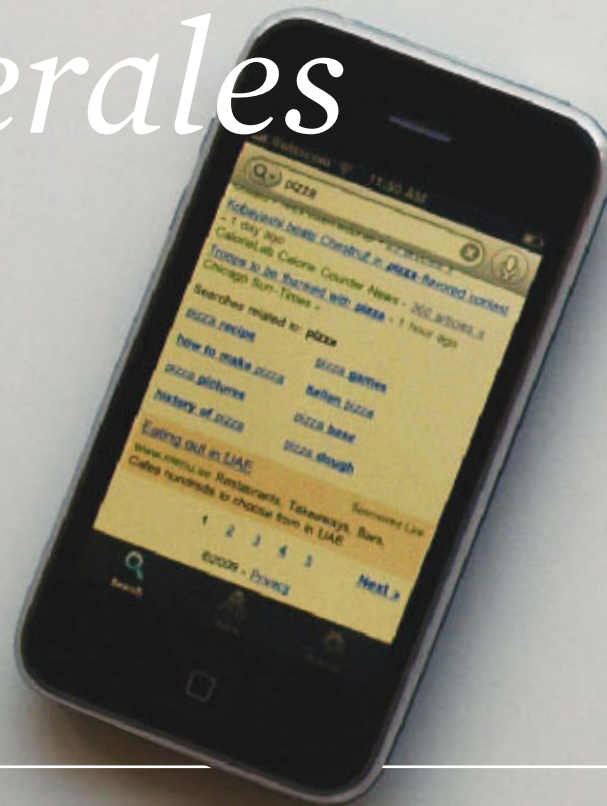 erales
11:50 AM
pizza
Kobayashi beats Chestnut in pizza-flavored contest
- 1 day ago
CalorieLab Calorie Counter News - 360 articles »
Troops to be thanked with pizza - 1 hour ago
Chicago Sun-Times -
Searches related to: pizza
pizza recipe pizza games
how to make pizza italian pizza
pizza pictures pizza base
history of pizza pizza dough
Eating out in UAE
Sponsored Link
www.menu.ae Restaurants, Takeaways, Bars,
Cafes hundreds to choose from in UAE
1 2 3 4 5 Next »
©2009 - Privacy
Search